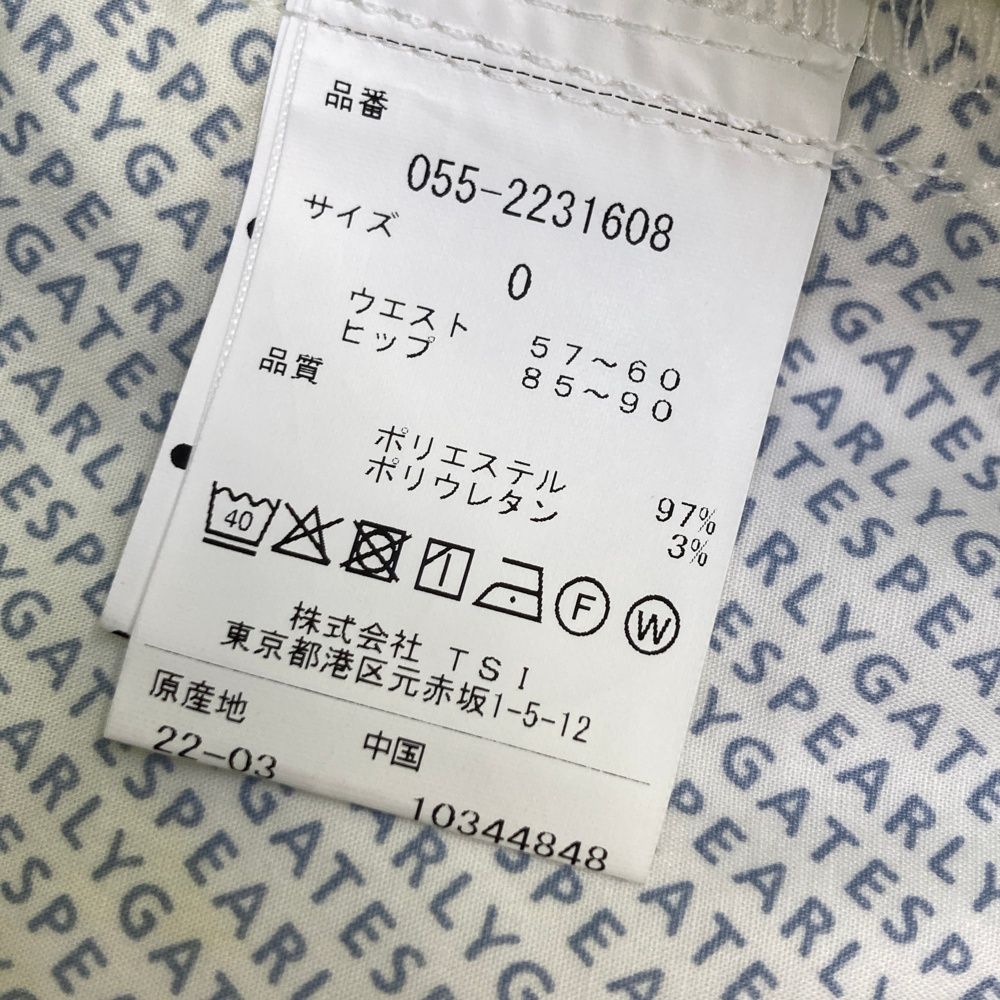 品番
055-2231608
サイズ
0
ウエスト 57~60
ヒップ 85~90
品質
ポリエステル 97%
ポリウレタン 3%
40 F W
株式会社 TSI
東京都港区元赤坂1-5-12
原産地 中国
22-03
10344848
PEARLYGATES